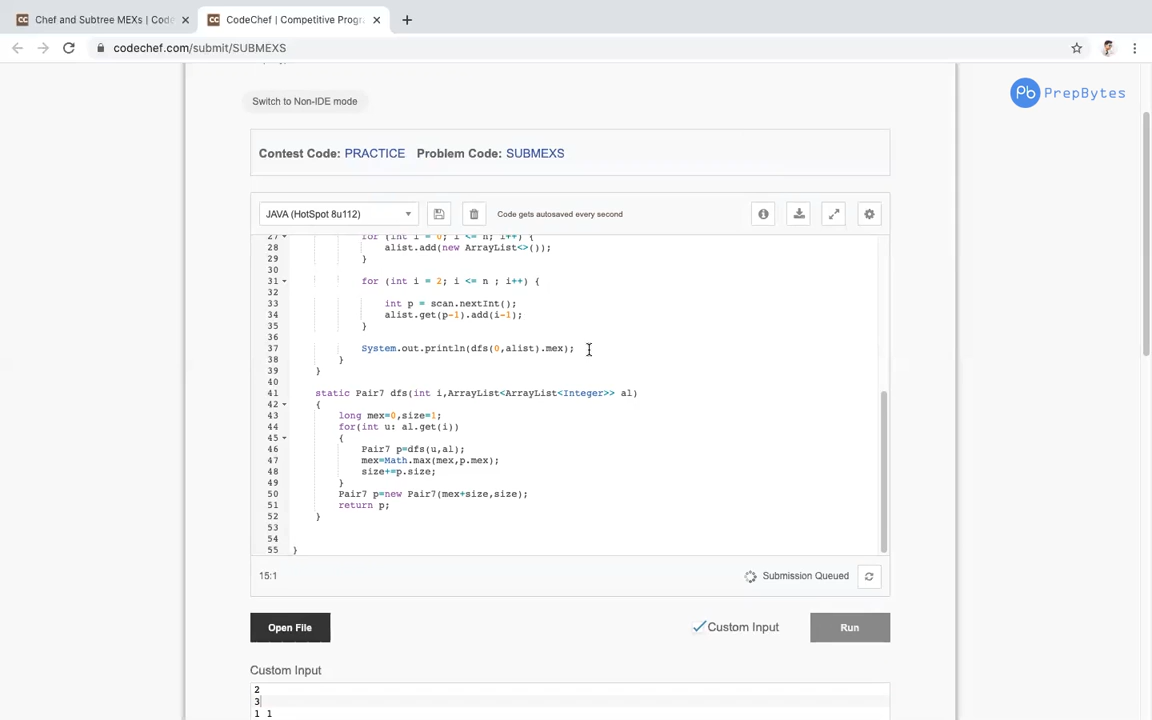 Chef and Subtree MEXs | Code
CodeChef | Competitive Progra
codechef.com/submit/SUBMEXS
Pb PrepBytes
Switch to Non-IDE mode
Contest Code: PRACTICE Problem Code: SUBMEXS
JAVA (HotSpot 8u112)
Code gets autosaved every second
27 for (int i = 0; i <= n; i++) {
28 alist.add(new ArrayList<>());
29 }
30
31 for (int i = 2; i <= n ; i++) {
32
33 int p = scan.nextInt();
34 alist.get(p-1).add(i-1);
35 }
36
37 System.out.println(dfs(0,alist).mex);
38 }
39 }
40
41 static Pair7 dfs(int i,ArrayList<ArrayList<Integer>> al)
42 {
43 long mex=0,size=1;
44 for(int u: al.get(i))
45 {
46 Pair7 p=dfs(u,al);
47 mex=Math.max(mex,p.mex);
48 size+=p.size;
49 }
50 Pair7 p=new Pair7(mex+size,size);
51 return p;
52 }
53
54
55 }
15:1
Submission Queued
Open File
Custom Input
Run
Custom Input
2
3
1 1